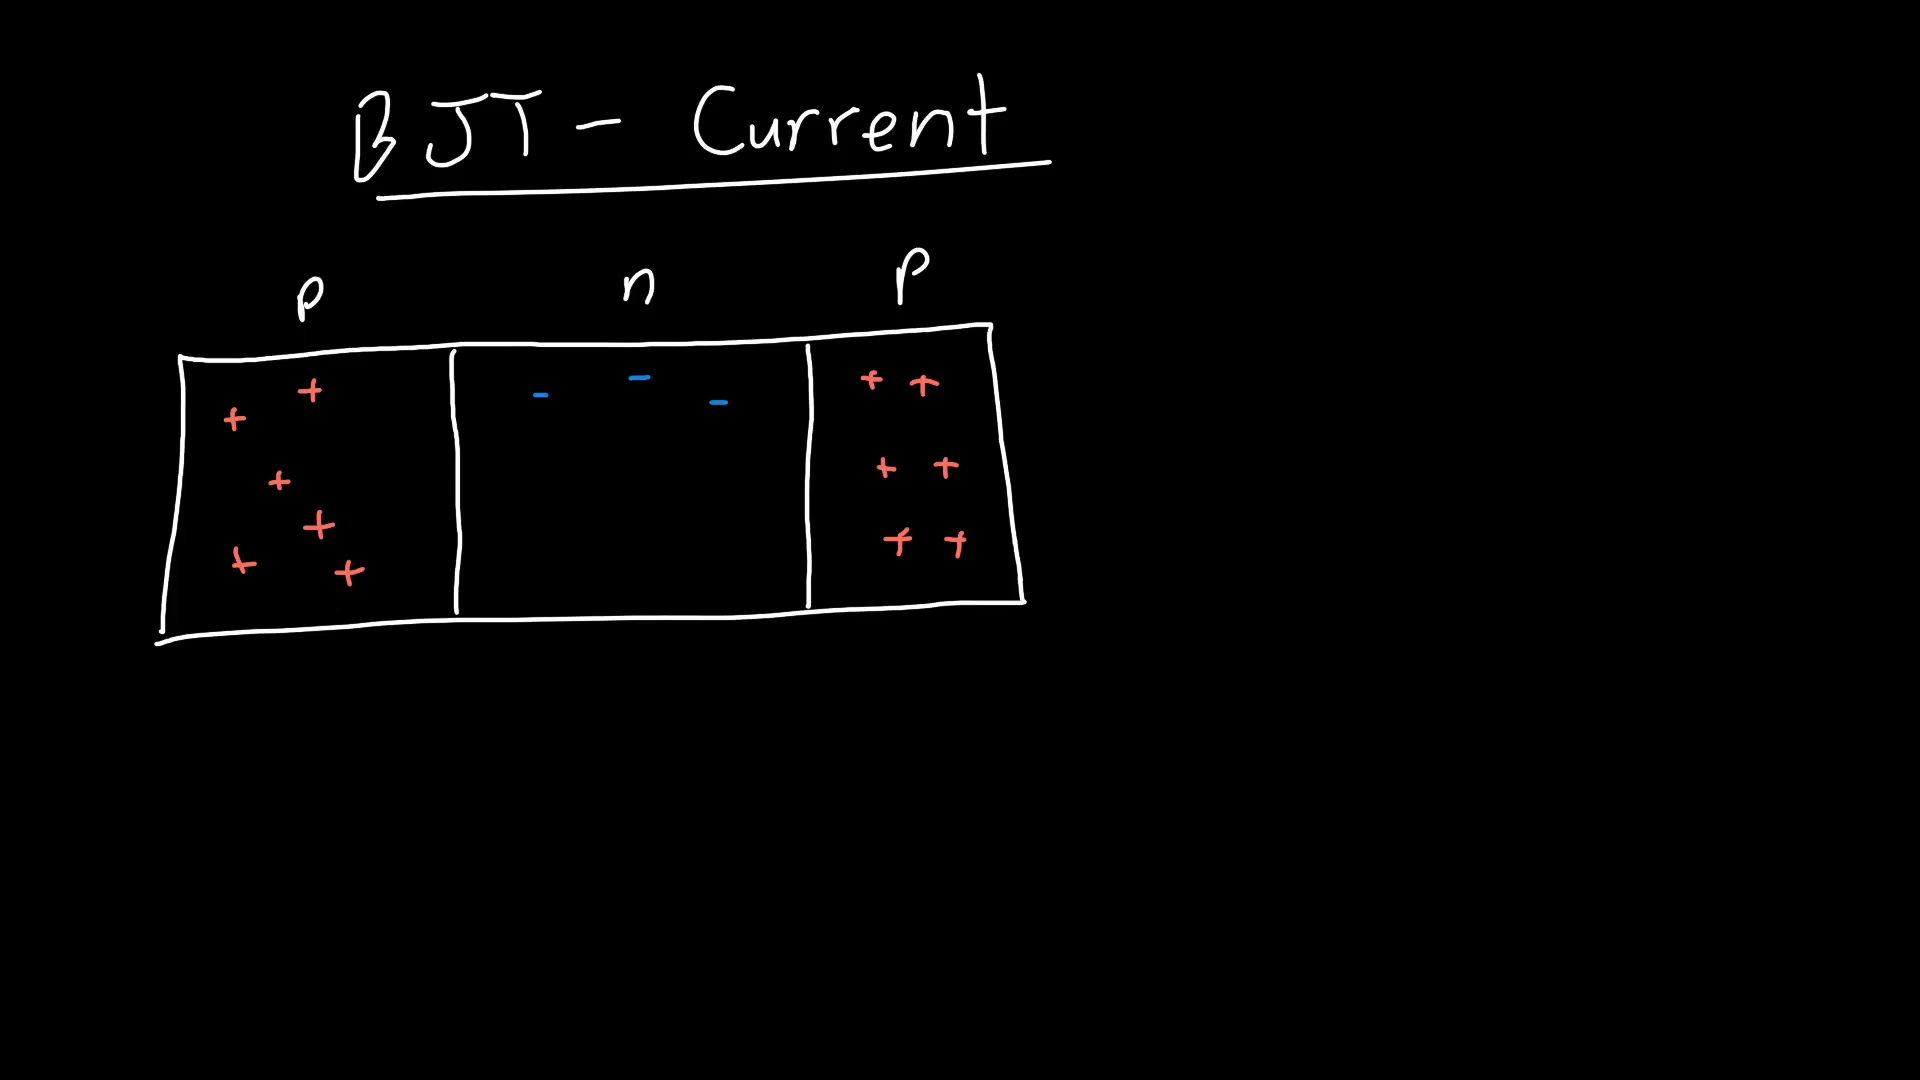 BJT - Current
p n p
+ + - - - + +
+ + +
+
+ + + +